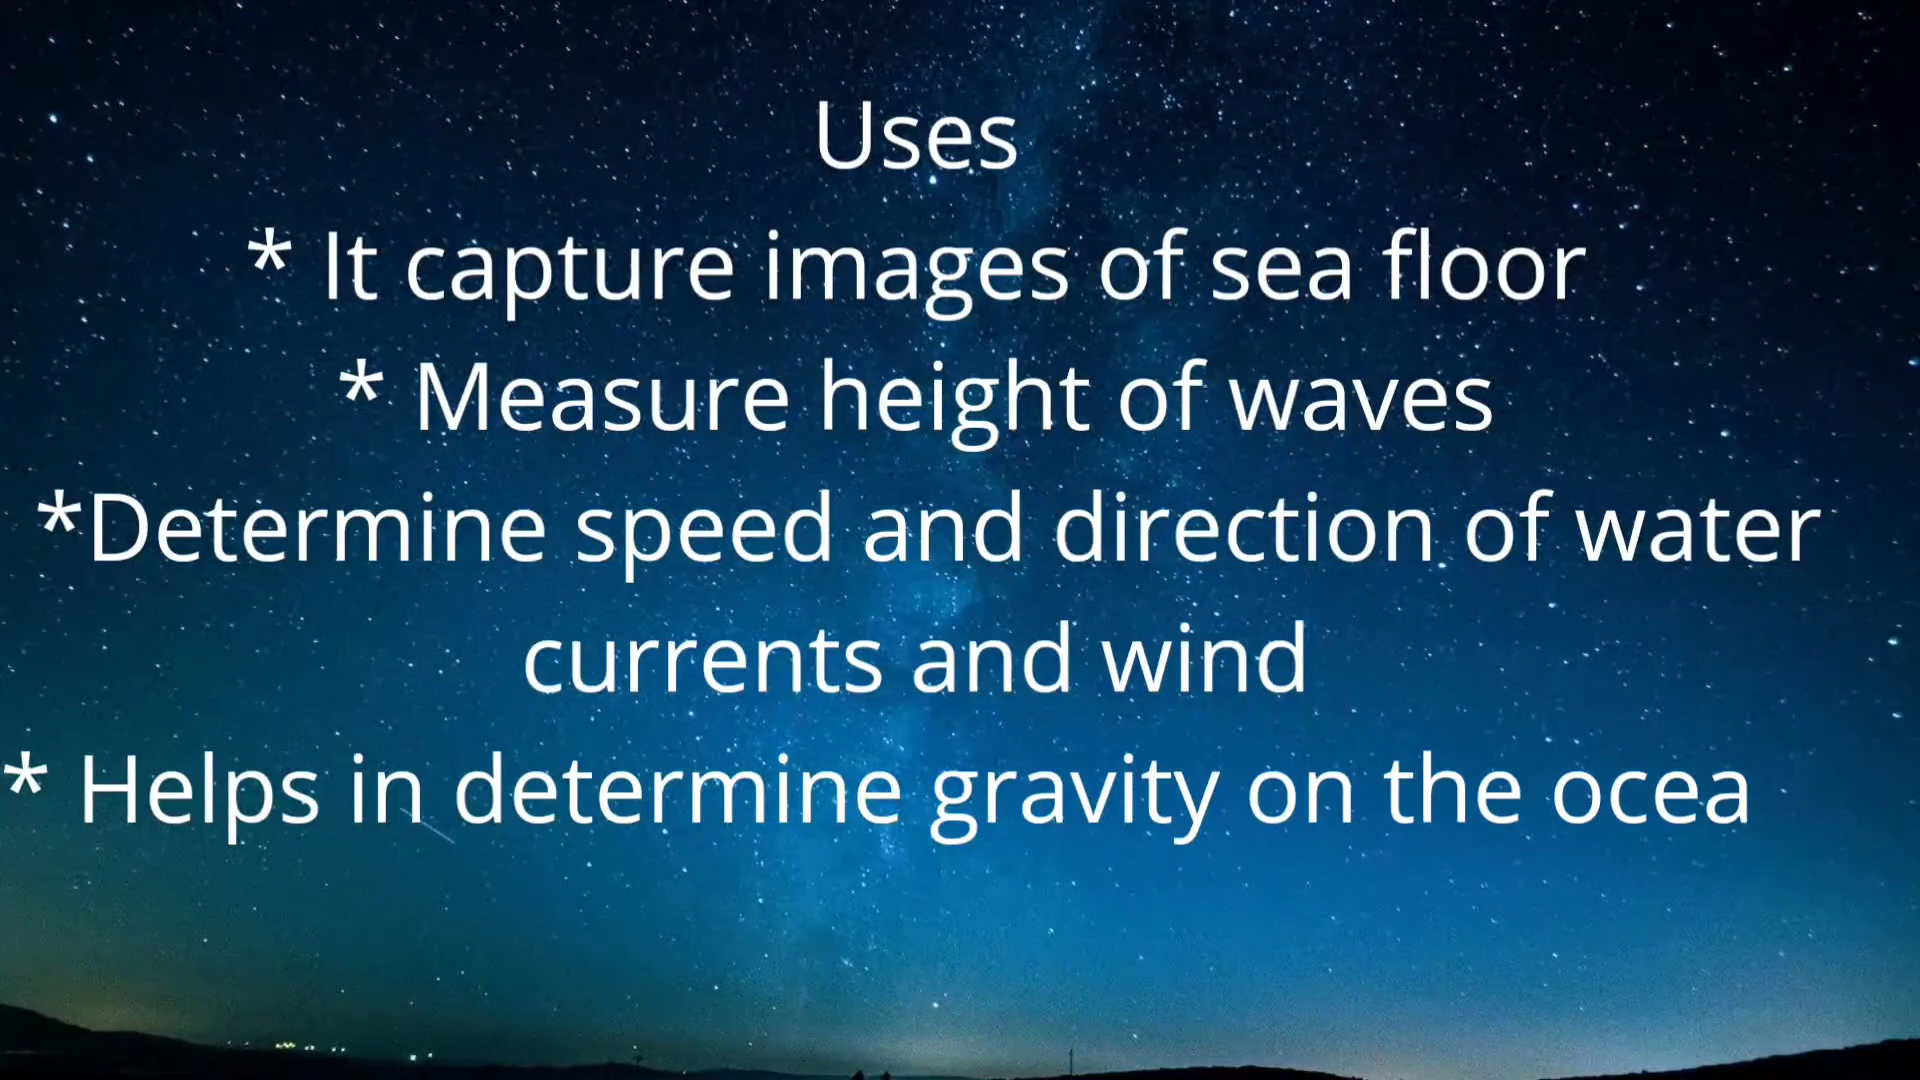 Uses
* It capture images of sea floor
* Measure height of waves
*Determine speed and direction of water
currents and wind
* Helps in determine gravity on the ocea